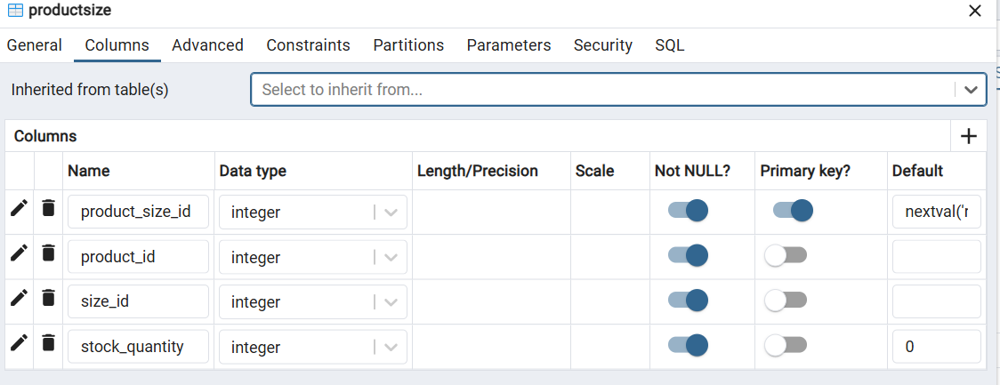 productsize
General Columns Advanced Constraints Partitions Parameters Security SQL
Inherited from table(s) Select to inherit from...
Columns
Name Data type Length/Precision Scale Not NULL? Primary key? Default
product_size_id integer nextval('r
product_id integer
size_id integer
stock_quantity integer 0